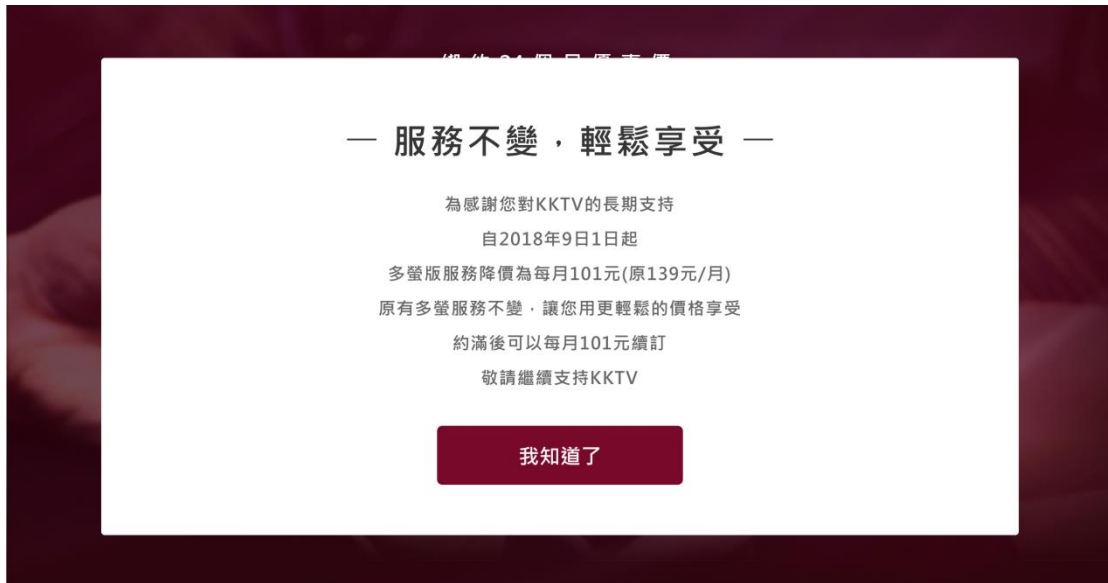 — 服務不變，輕鬆享受 —
為感謝您對KKTV的長期支持
自2018年9日1日起
多螢版服務降價為每月101元(原139元/月)
原有多螢服務不變，讓您用更輕鬆的價格享受
約滿後可以每月101元續訂
敬請繼續支持KKTV
我知道了